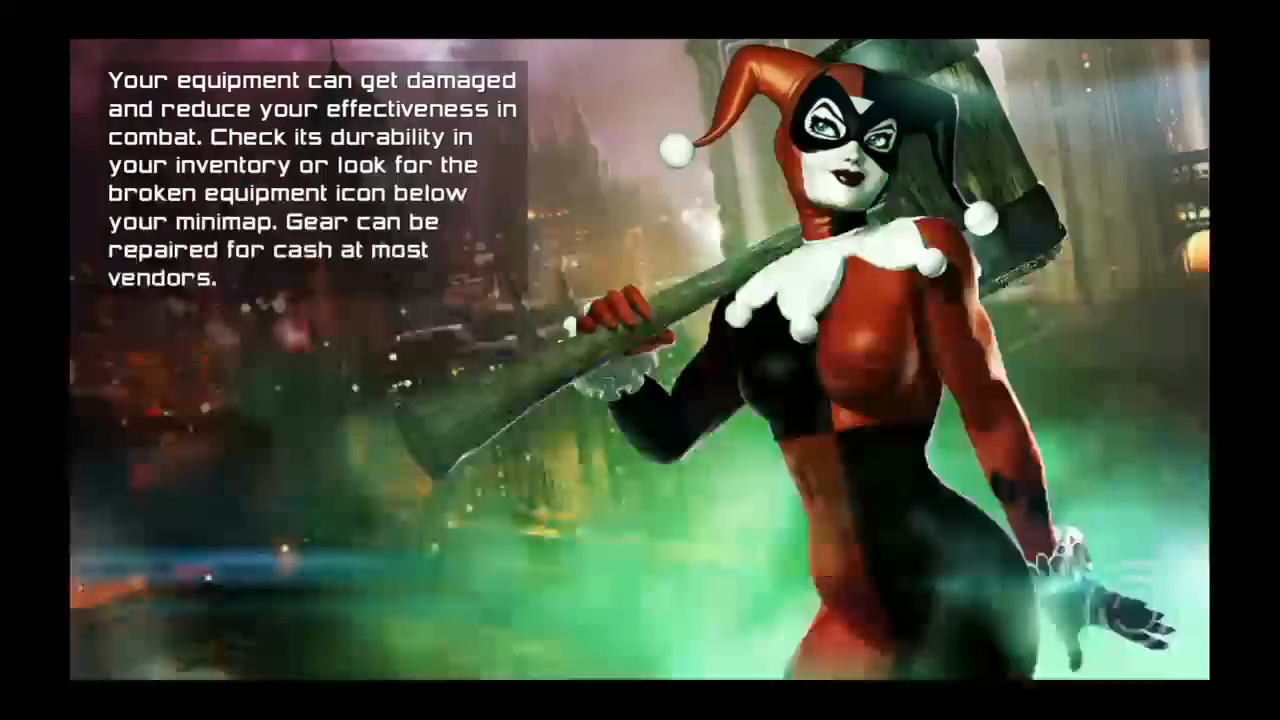 Your equipment can get damaged
and reduce your effectiveness in
combat. Check its durability in
your inventory or look for the
broken equipment icon below
your minimap. Gear can be
repaired for cash at most
vendors.